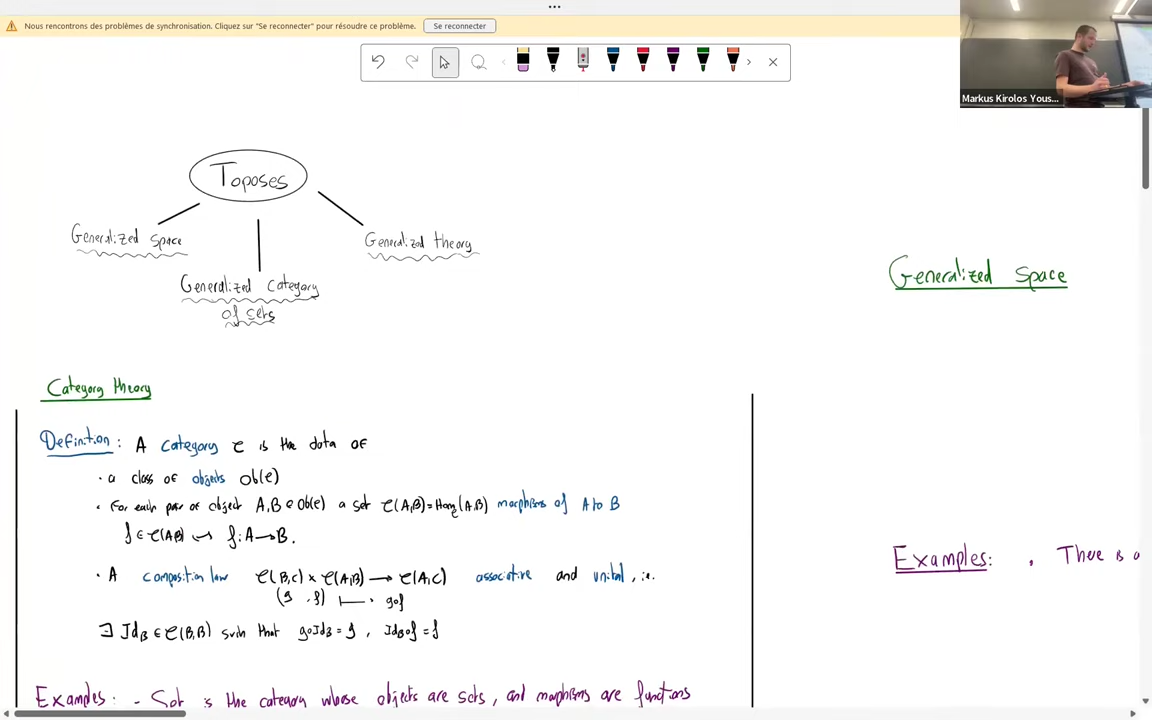 Nous rencontrons des problèmes de synchronisation. Cliquez sur "Se reconnecter" pour résoudre ce problème.
Se reconnecter
Markus Kirolos Yous...
Toposes
Generalized space
Generalized theory
Generalized category
of sets
Generalized space
Category theory
Definition: A category C is the data of
· a class of objects Ob(C)
· For each pair of object A,B ∈ Ob(C) a set C(A,B)=Hom_C(A,B) morphisms of A to B
f ∈ C(A,B) ↭ f: A → B.
· A composition law C(B,C) × C(A,B) → C(A,C) associative and unital, i.e.
(g, f) ⟼ g∘f
∃ Id_B ∈ C(B,B) such that g∘Id_B = g, Id_B∘f = f
Examples: · There is a
Examples: - Set is the category whose objects are sets, and morphisms are functions